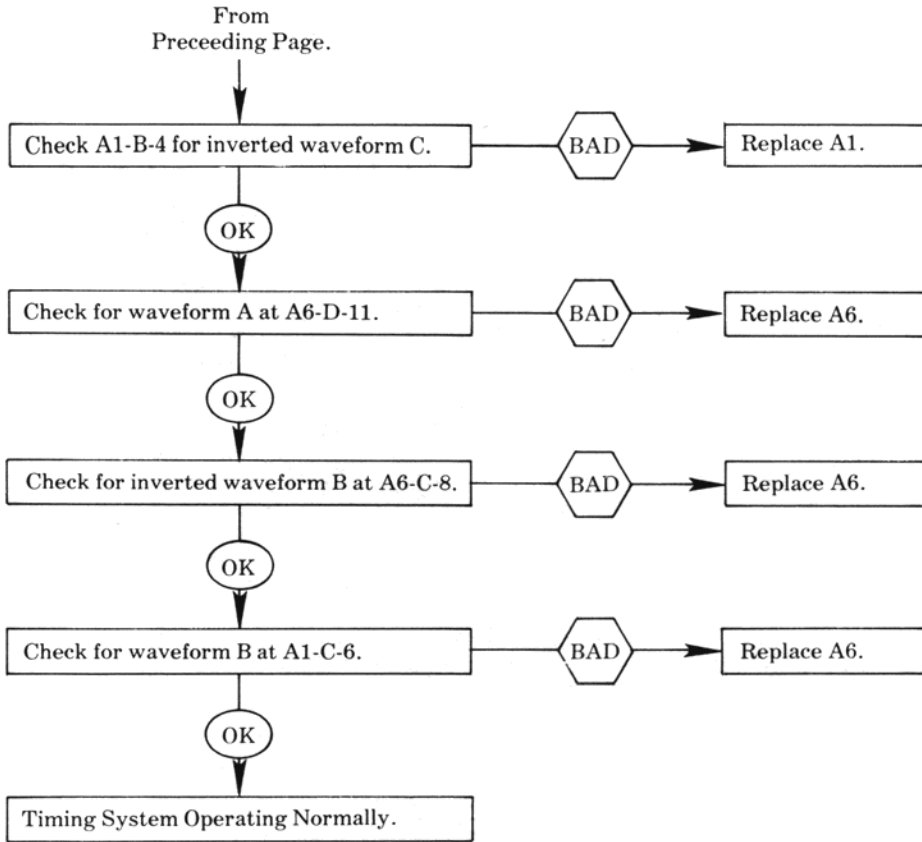 From
Preceeding Page.
Check A1-B-4 for inverted waveform C.
BAD
Replace A1.
OK
Check for waveform A at A6-D-11.
BAD
Replace A6.
OK
Check for inverted waveform B at A6-C-8.
BAD
Replace A6.
OK
Check for waveform B at A1-C-6.
BAD
Replace A6.
OK
Timing System Operating Normally.